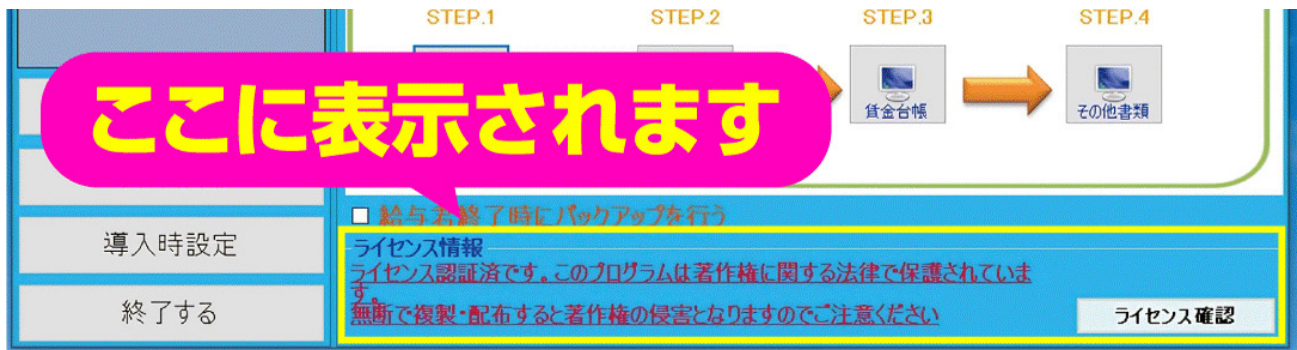 STEP.1
STEP.2
STEP.3
STEP.4
ここに表示されます
賃金台帳
その他書類
給与君終了時にバックアップを行う
導入時設定
終了する
ライセンス情報
ライセンス認証済です。このプログラムは著作権に関する法律で保護されていま
す。
無断で複製・配布すると著作権の侵害となりますのでご注意ください
ライセンス確認